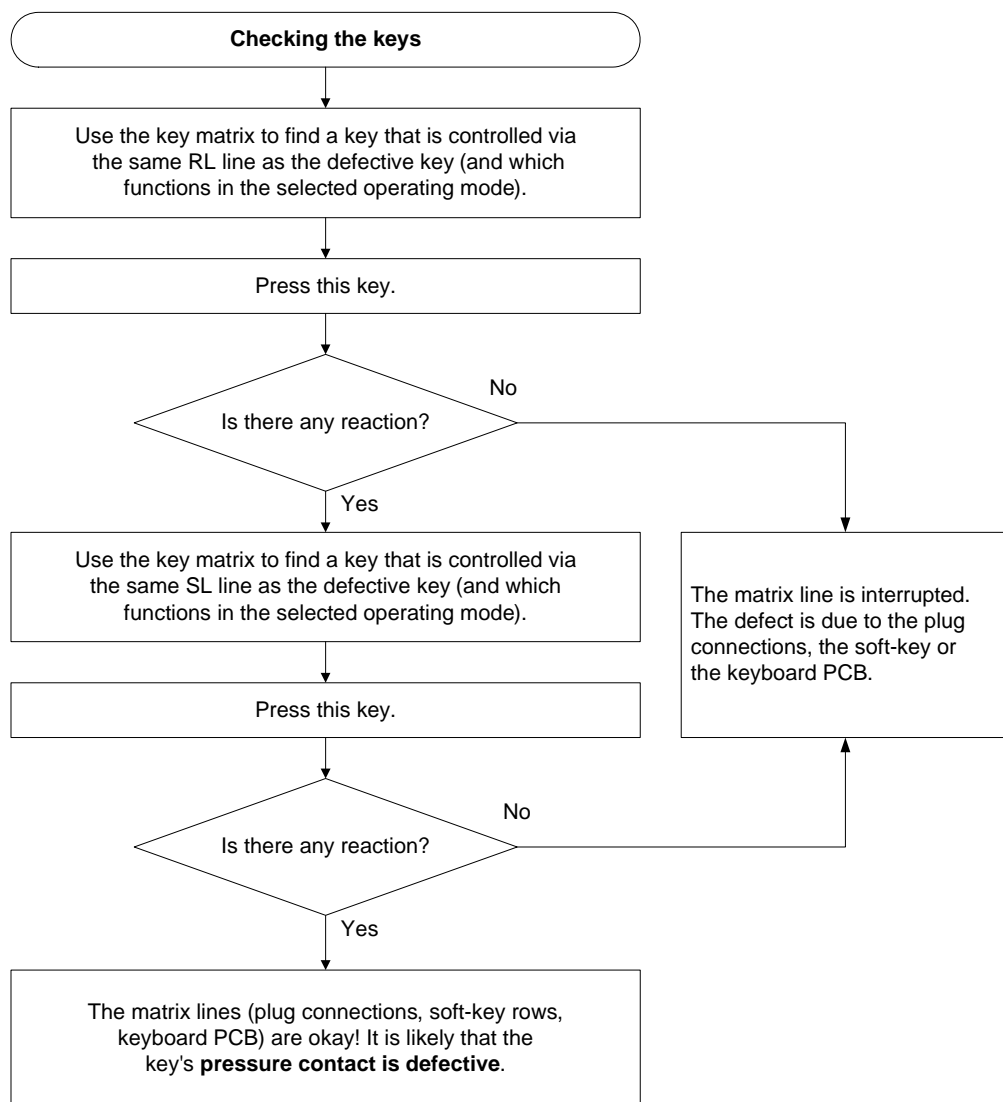 Checking the keys
Use the key matrix to find a key that is controlled via
the same RL line as the defective key (and which
functions in the selected operating mode).
Press this key.
Is there any reaction?
No
Yes
Use the key matrix to find a key that is controlled via
the same SL line as the defective key (and which
functions in the selected operating mode).
The matrix line is interrupted.
The defect is due to the plug
connections, the soft-key or
the keyboard PCB.
Press this key.
Is there any reaction?
No
Yes
The matrix lines (plug connections, soft-key rows,
keyboard PCB) are okay! It is likely that the
key's pressure contact is defective.